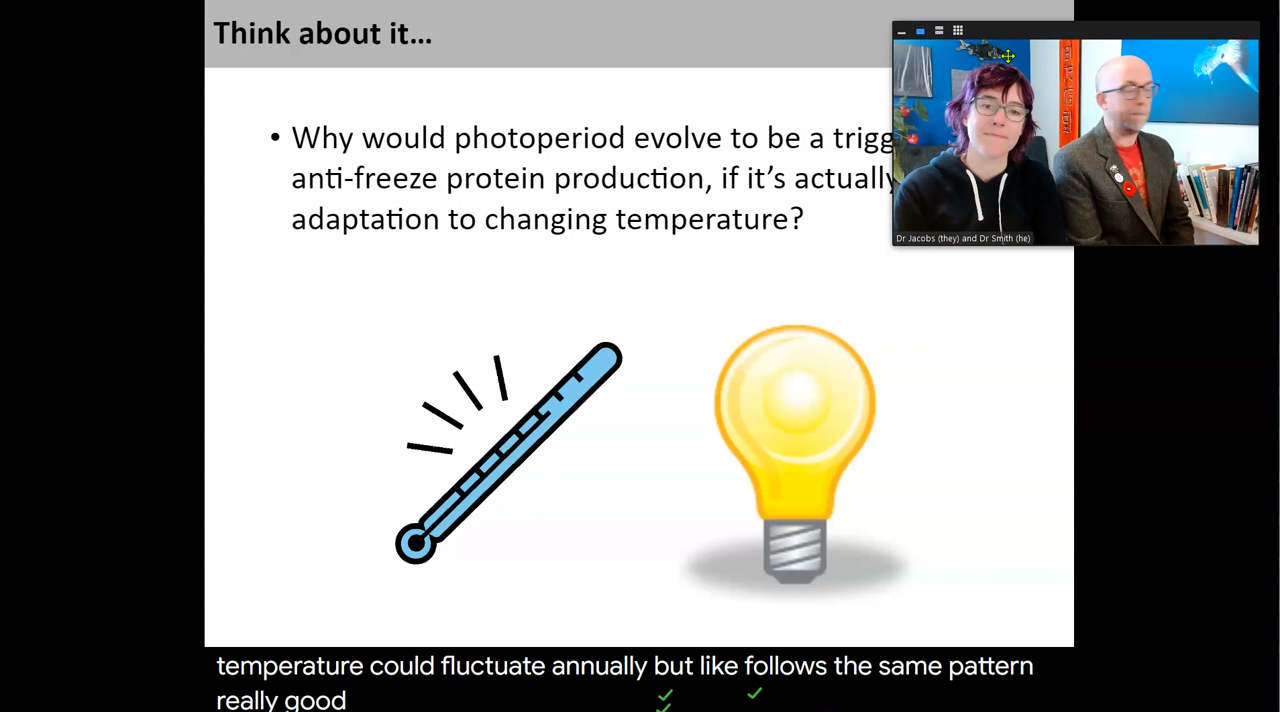 Think about it...
• Why would photoperiod evolve to be a trigg
anti-freeze protein production, if it's actually
adaptation to changing temperature?
Dr Jacobs (they) and Dr Smith (he)
temperature could fluctuate annually but like follows the same pattern
really good